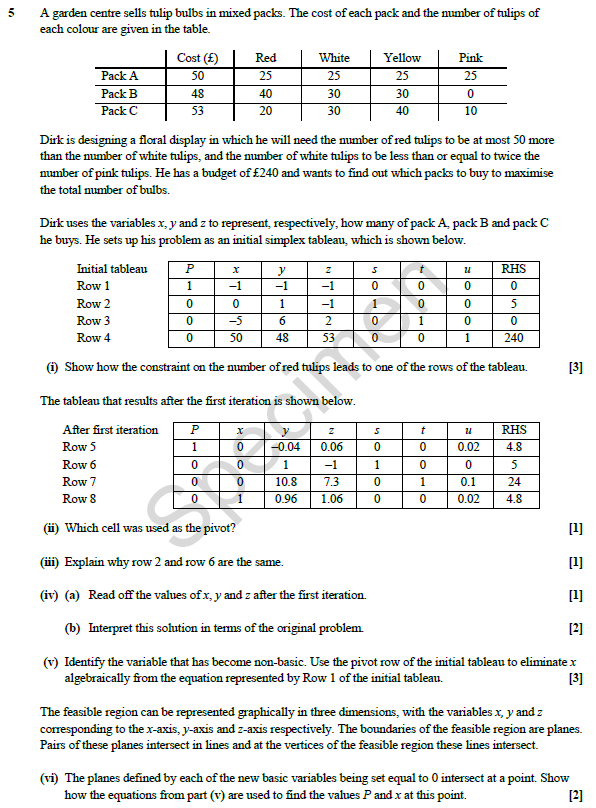 5 A garden centre sells tulip bulbs in mixed packs. The cost of each pack and the number of tulips of
each colour are given in the table.
Cost (£) Red White Yellow Pink
Pack A 50 25 25 25 25
Pack B 48 40 30 30 0
Pack C 53 20 30 40 10
Dirk is designing a floral display in which he will need the number of red tulips to be at most 50 more
than the number of white tulips, and the number of white tulips to be less than or equal to twice the
number of pink tulips. He has a budget of £240 and wants to find out which packs to buy to maximise
the total number of bulbs.
Dirk uses the variables x, y and z to represent, respectively, how many of pack A, pack B and pack C
he buys. He sets up his problem as an initial simplex tableau, which is shown below.
Initial tableau P x y z s t u RHS
Row 1 1 −1 −1 −1 0 0 0 0
Row 2 0 0 1 −1 1 0 0 5
Row 3 0 −5 6 2 0 1 0 0
Row 4 0 50 48 53 0 0 1 240
(i) Show how the constraint on the number of red tulips leads to one of the rows of the tableau. [3]
The tableau that results after the first iteration is shown below.
After first iteration P x y z s t u RHS
Row 5 1 0 −0.04 0.06 0 0 0.02 4.8
Row 6 0 0 1 −1 1 0 0 5
Row 7 0 0 10.8 7.3 0 1 0.1 24
Row 8 0 1 0.96 1.06 0 0 0.02 4.8
(ii) Which cell was used as the pivot? [1]
(iii) Explain why row 2 and row 6 are the same. [1]
(iv) (a) Read off the values of x, y and z after the first iteration. [1]
(b) Interpret this solution in terms of the original problem. [2]
(v) Identify the variable that has become non-basic. Use the pivot row of the initial tableau to eliminate x
algebraically from the equation represented by Row 1 of the initial tableau. [3]
The feasible region can be represented graphically in three dimensions, with the variables x, y and z
corresponding to the x-axis, y-axis and z-axis respectively. The boundaries of the feasible region are planes.
Pairs of these planes intersect in lines and at the vertices of the feasible region these lines intersect.
(vi) The planes defined by each of the new basic variables being set equal to 0 intersect at a point. Show
how the equations from part (v) are used to find the values P and x at this point. [2]
Specimen